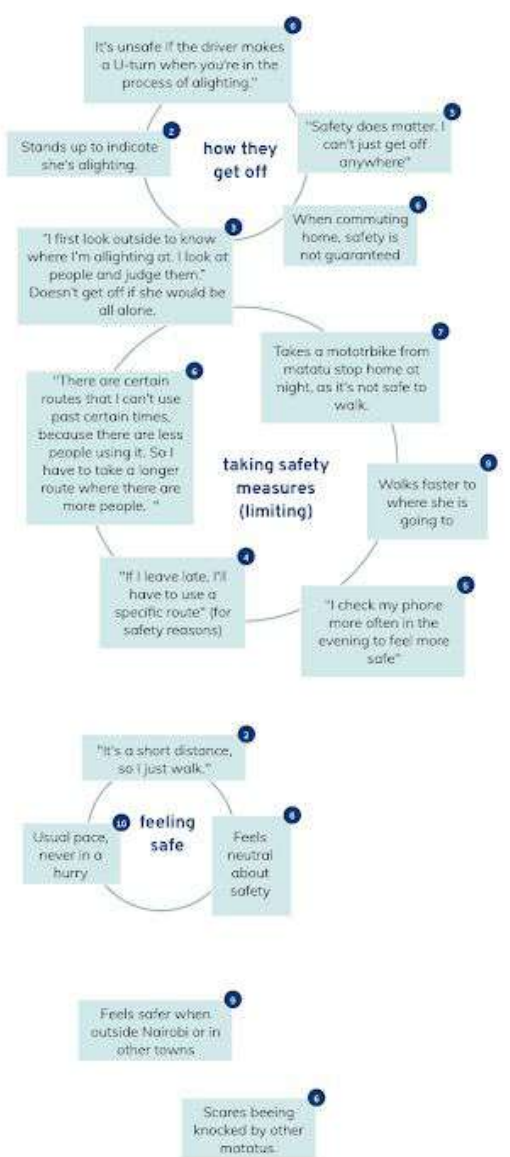 6
It's unsafe if the driver makes
a U-turn when you're in the
process of alighting."
2
Stands up to indicate
she's alighting.
how they
get off
"Safety does matter. I
can't just get off
anywhere"
6
When commuting
home, safety is
not guaranteed
3
"I first look outside to know
where I'm allighting at. I look at
people and judge them."
Doesn't get off if she would be
all alone.
7
Takes a mototrbike from
matatu stop home at
night, as it's not safe to
walk.
6
"There are certain
routes that I can't use
past certain times,
because there are less
people using it. So I
have to take a longer
route where there are
more people. "
taking safety
measures
(limiting)
Walks faster to
where she is
going to
4
"If I leave late, I'll
have to use a
specific route" (for
safety reasons)
5
"I check my phone
more often in the
evening to feel more
safe"
"It's a short distance,
so I just walk."
10
Usual pace,
never in a
hurry
feeling
safe
Feels
neutral
about
safety
9
Feels safer when
outside Nairobi or in
other towns
6
Scares beeing
knocked by other
matatus.